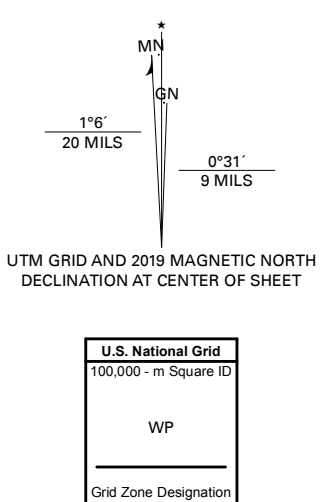 ★
MN
GN
1°6´
20 MILS
0°31´
9 MILS
UTM GRID AND 2019 MAGNETIC NORTH
DECLINATION AT CENTER OF SHEET
U.S. National Grid
100,000 - m Square ID
WP
Grid Zone Designation